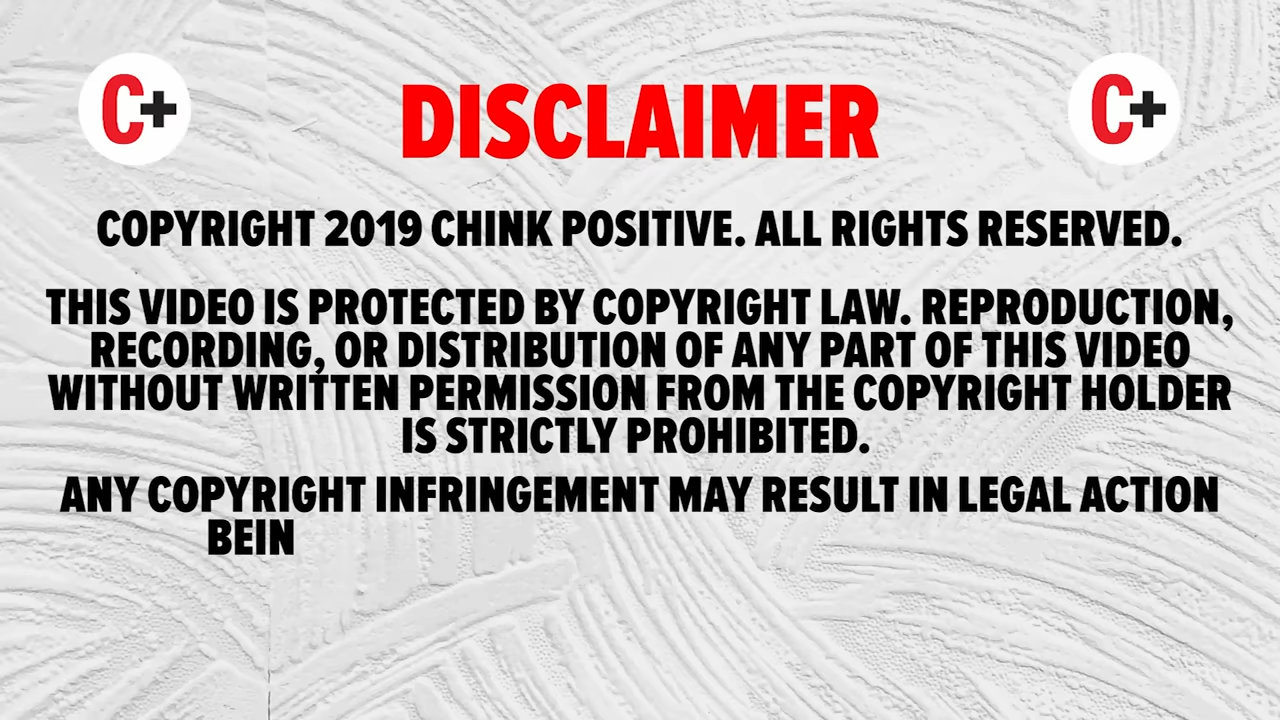 C+
C+
DISCLAIMER
COPYRIGHT 2019 CHINK POSITIVE. ALL RIGHTS RESERVED.
THIS VIDEO IS PROTECTED BY COPYRIGHT LAW. REPRODUCTION,
RECORDING, OR DISTRIBUTION OF ANY PART OF THIS VIDEO
WITHOUT WRITTEN PERMISSION FROM THE COPYRIGHT HOLDER
IS STRICTLY PROHIBITED.
ANY COPYRIGHT INFRINGEMENT MAY RESULT IN LEGAL ACTION
BEIN